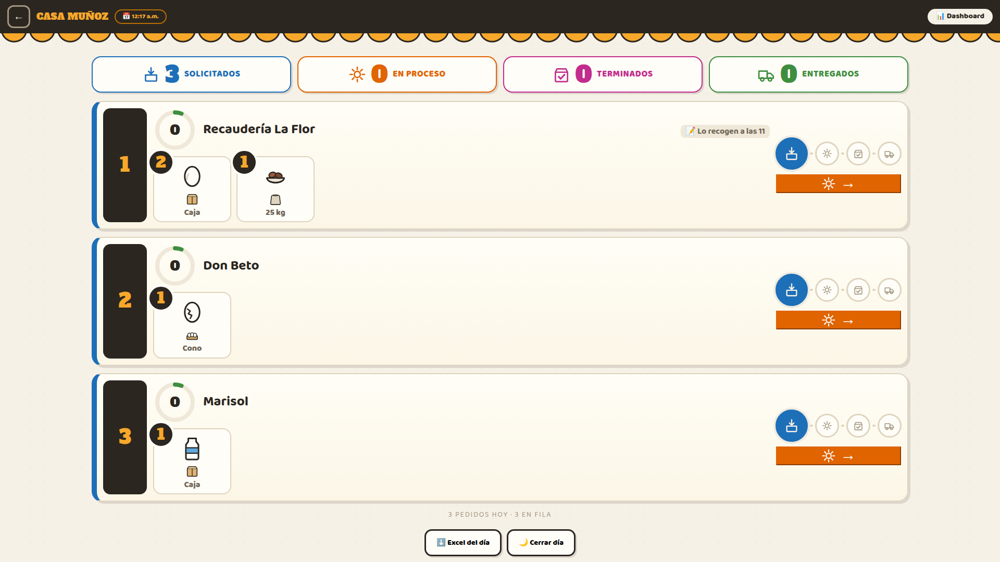 ←
CASA MUÑOZ
12:17 a.m.
Dashboard
3 SOLICITADOS
0 EN PROCESO
0 TERMINADOS
0 ENTREGADOS
1
0
Recaudería La Flor
Lo recogen a las 11
2
Caja
1
25 kg
→
2
0
Don Beto
1
Cono
→
3
0
Marisol
1
Caja
→
3 PEDIDOS HOY · 3 EN FILA
Excel del día
Cerrar día